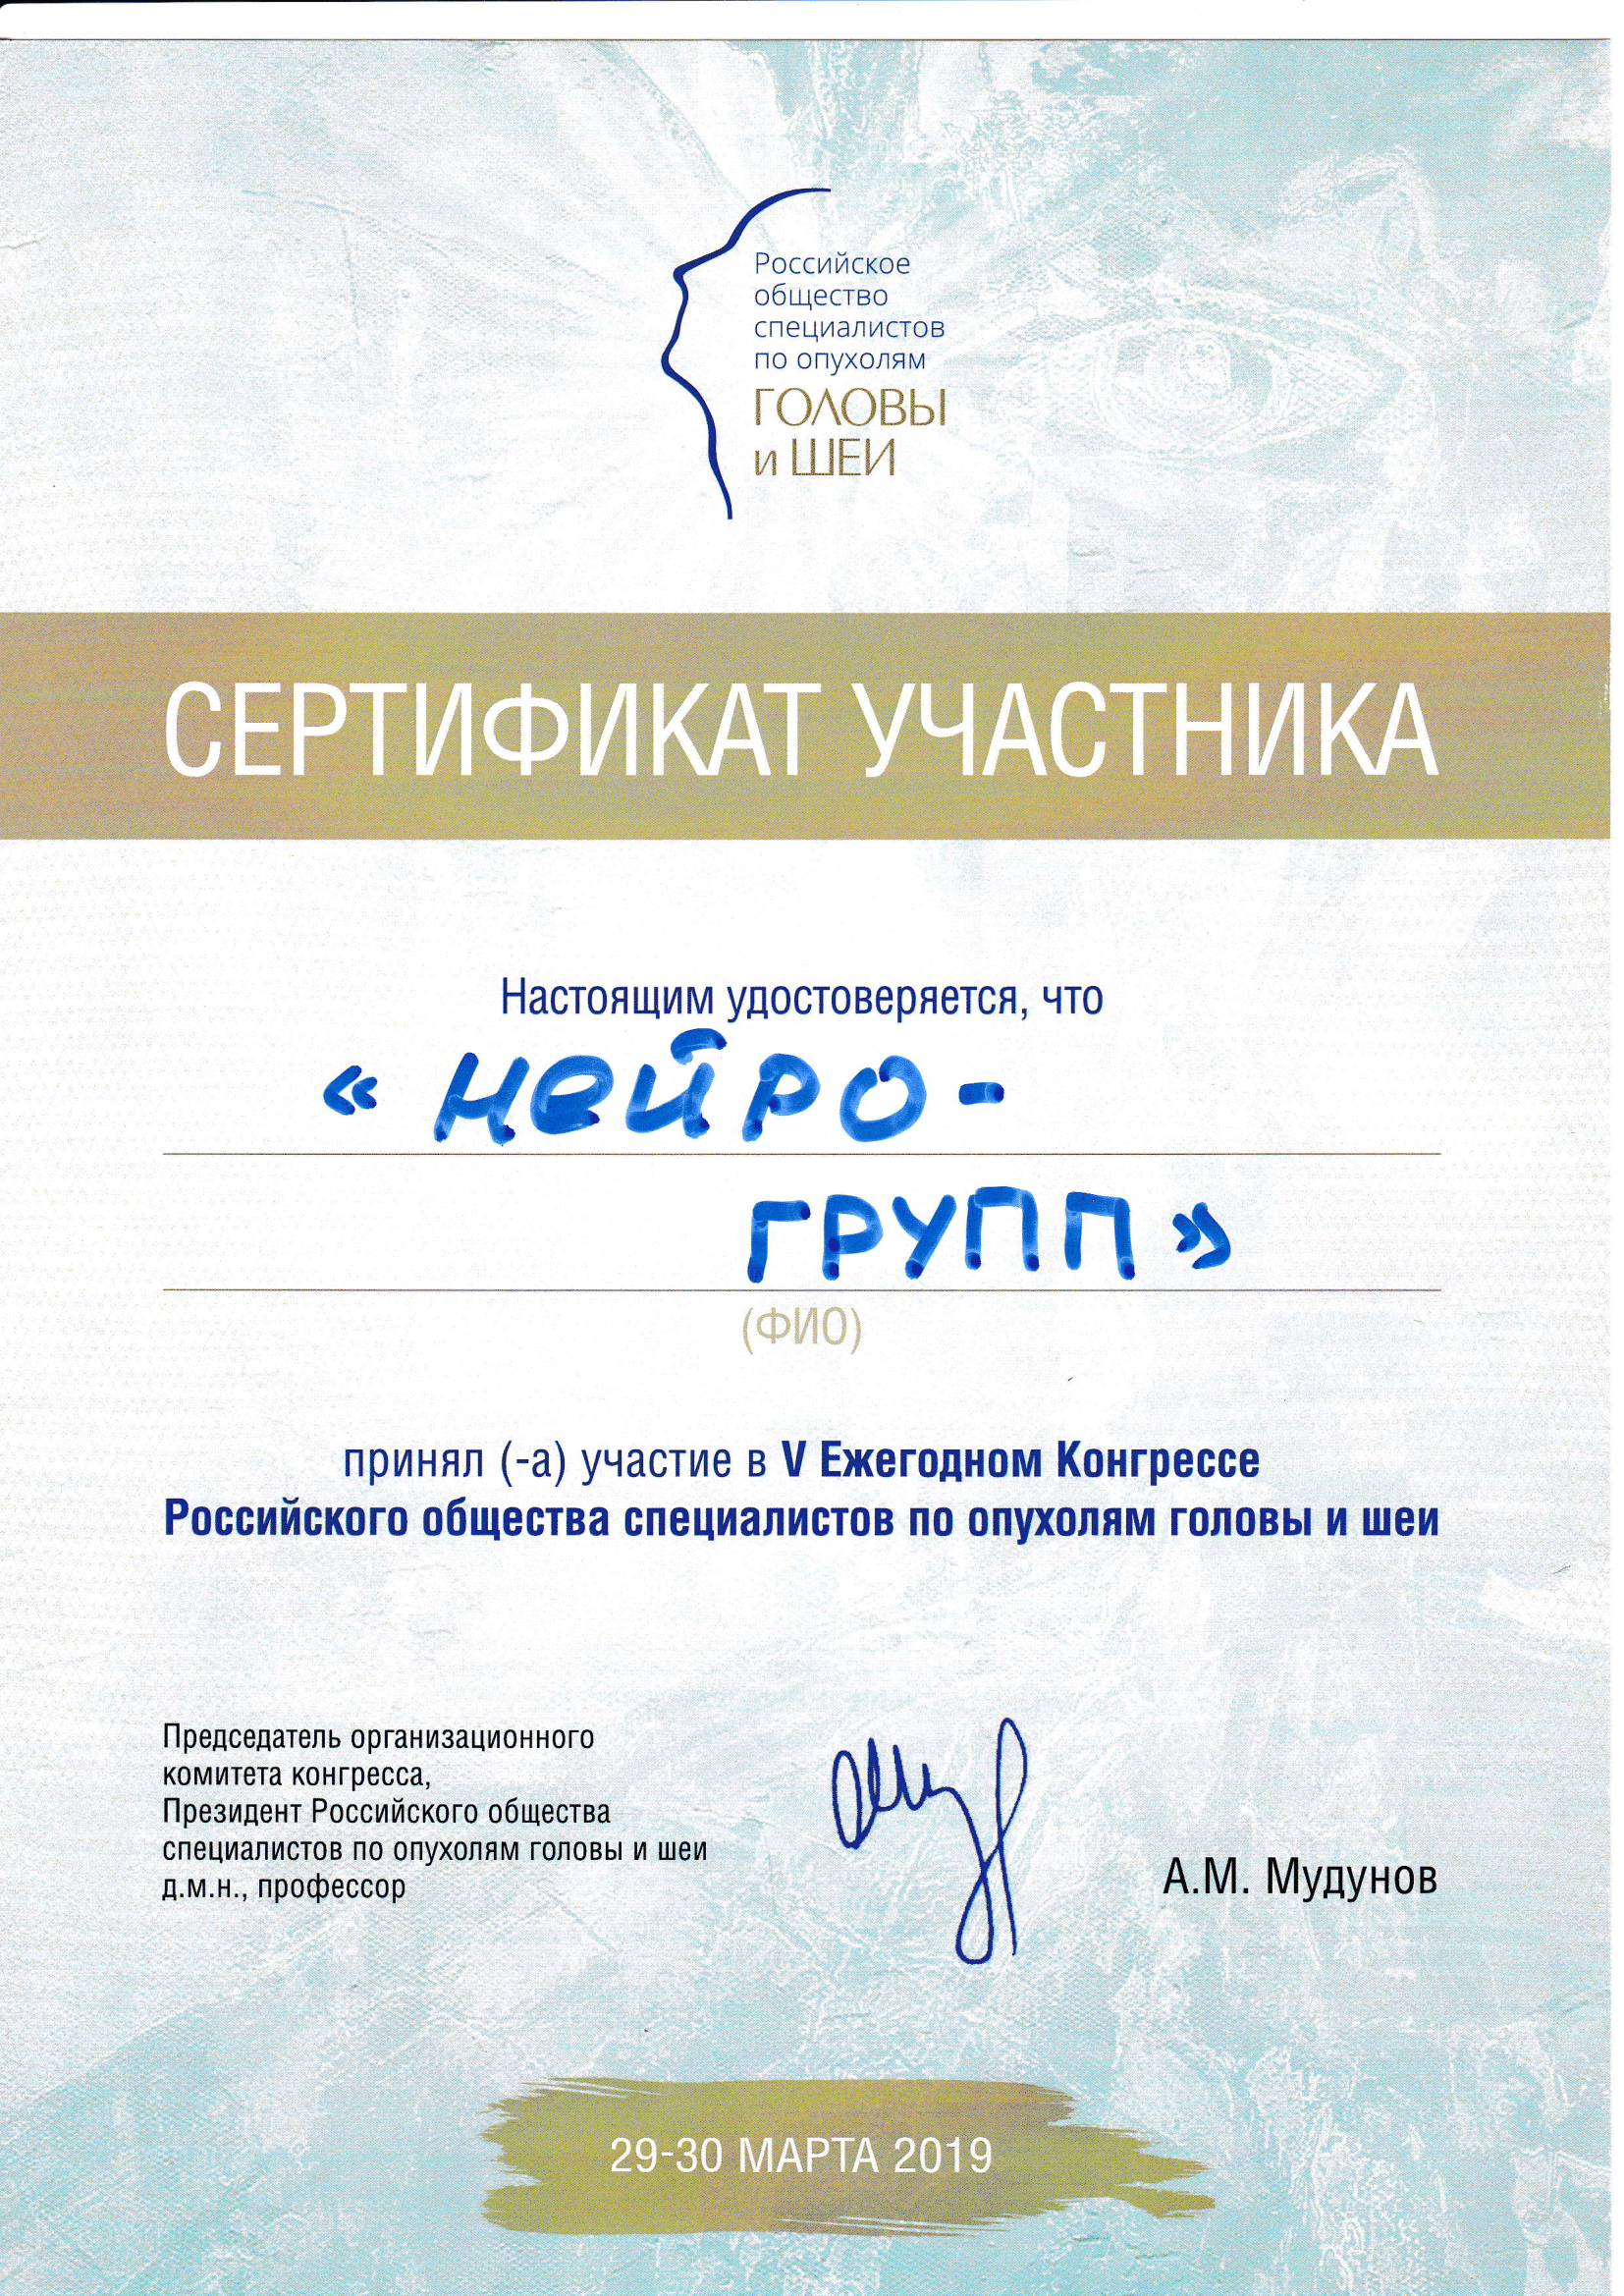 Российское
общество
специалистов
по опухолям
ГОЛОВЫ
и ШЕИ
СЕРТИФИКАТ УЧАСТНИКА
Настоящим удостоверяется, что
« Нейро-
групп»
(ФИО)
принял (-а) участие в V Ежегодном Конгрессе
Российского общества специалистов по опухолям головы и шеи
Председатель организационного
комитета конгресса,
Президент Российского общества
специалистов по опухолям головы и шеи
д.м.н., профессор
А.М. Мудунов
29-30 МАРТА 2019